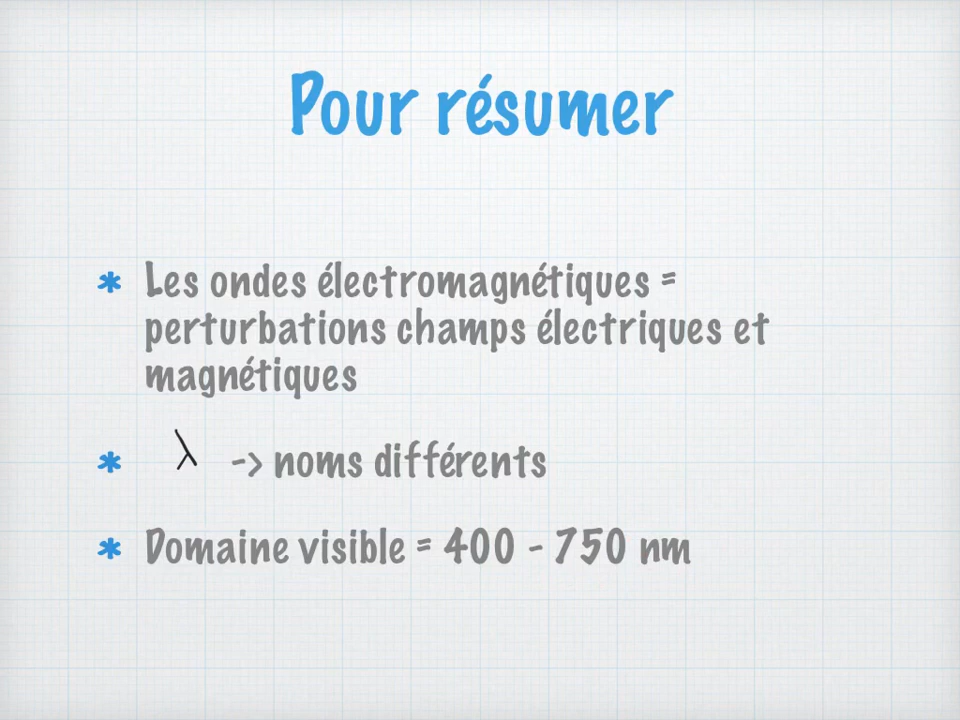 Pour résumer
* Les ondes électromagnétiques =
perturbations champs électriques et
magnétiques
* λ -> noms différents
* Domaine visible = 400 - 750 nm